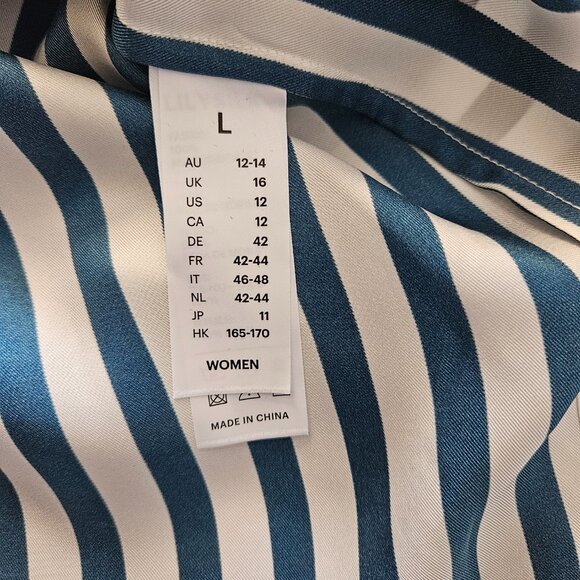 L
AU 12-14
UK 16
US 12
CA 12
DE 42
FR 42-44
IT 46-48
NL 42-44
JP 11
HK 165-170
WOMEN
MADE IN CHINA